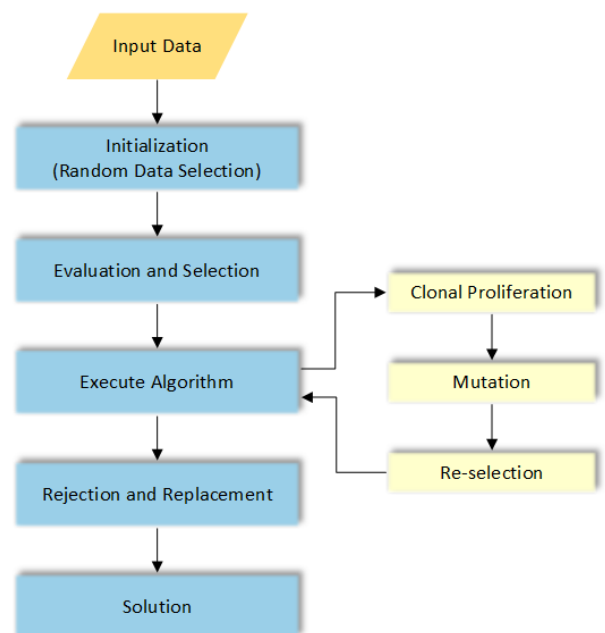 Input Data
Initialization
(Random Data Selection)
Evaluation and Selection
Clonal Proliferation
Execute Algorithm
Mutation
Rejection and Replacement
Re-selection
Solution